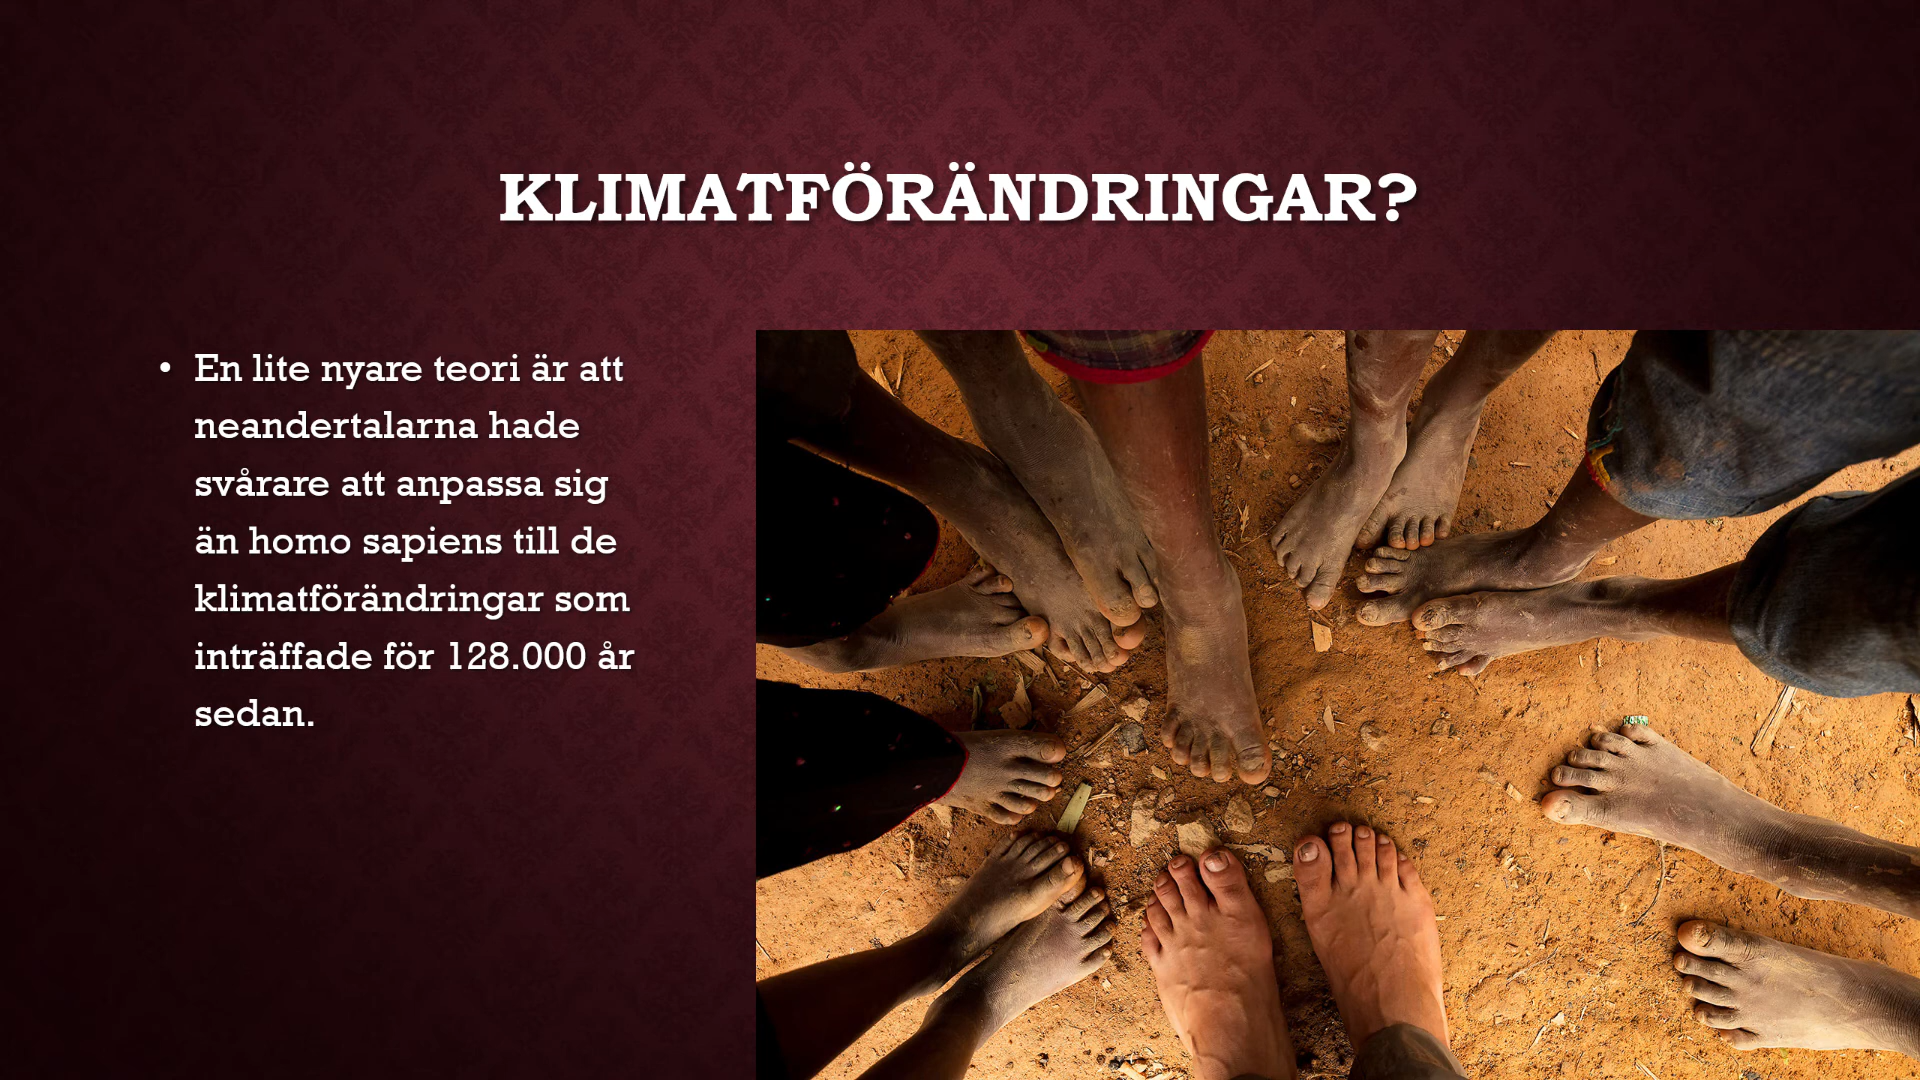 KLIMATFÖRÄNDRINGAR?
• En lite nyare teori är att
neandertalarna hade
svårare att anpassa sig
än homo sapiens till de
klimatförändringar som
inträffade för 128.000 år
sedan.